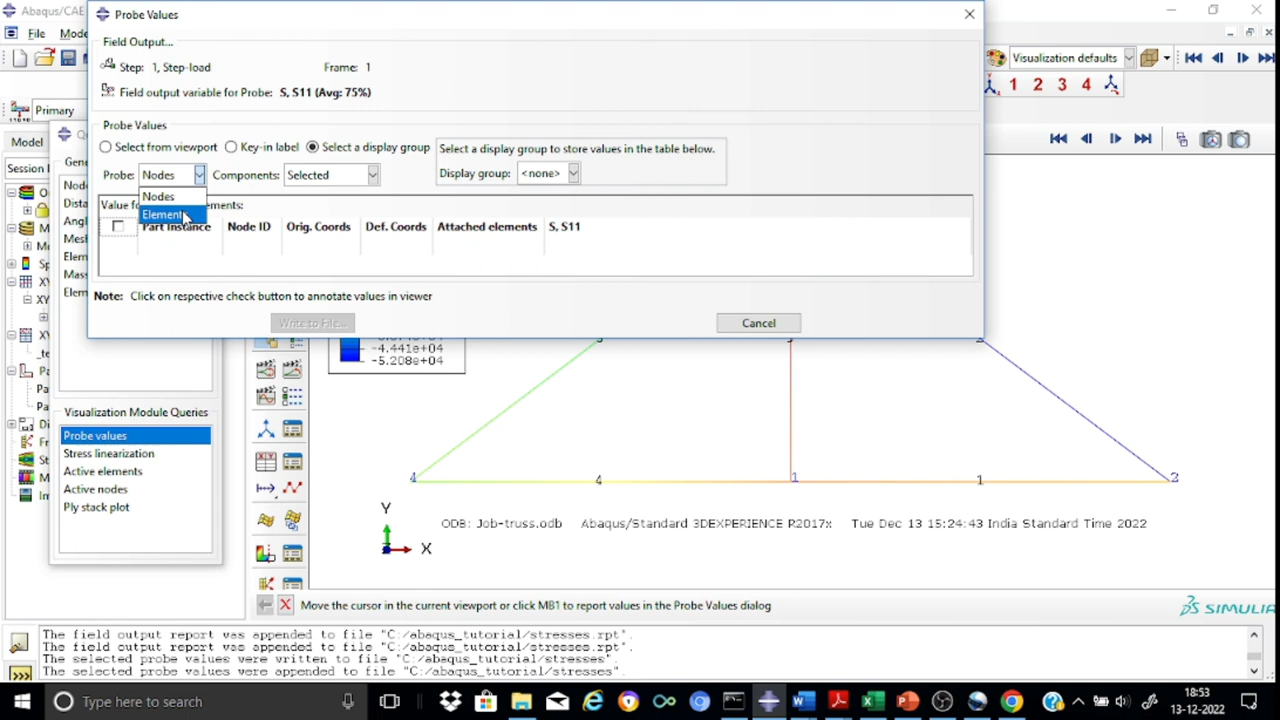 Abaqus/CAE
Probe Values
File
Mode
Field Output...
Step: 1, Step-load Frame: 1
Field output variable for Probe: S, S11 (Avg: 75%)
Visualization defaults
1 2 3 4
Primary
Probe Values
Model
Select from viewport Key-in label Select a display group
Select a display group to store values in the table below.
Session
Probe: Nodes Components: Selected Display group: <none>
Nodes
Elements
Part Instance Node ID Orig. Coords Def. Coords Attached elements S, S11
Note: Click on respective check button to annotate values in viewer
Write to File... Cancel
-4.441e+04
-5.208e+04
Visualization Module Queries
Probe values
Stress linearization
Active elements
Active nodes
Ply stack plot
4 4 1 1 2
Y
X
ODB: Job-truss.odb Abaqus/Standard 3DEXPERIENCE R2017x Tue Dec 13 15:24:43 India Standard Time 2022
Move the cursor in the current viewport or click MB1 to report values in the Probe Values dialog
SIMULIA
The field output report was appended to file "C:/abaqus_tutorial/stresses.rpt".
The field output report was appended to file "C:/abaqus_tutorial/stresses.rpt".
The selected probe values were written to file "C:/abaqus_tutorial/stresses".
The selected probe values were appended to file "C:/abaqus_tutorial/stresses".
Type here to search
18:53
13-12-2022